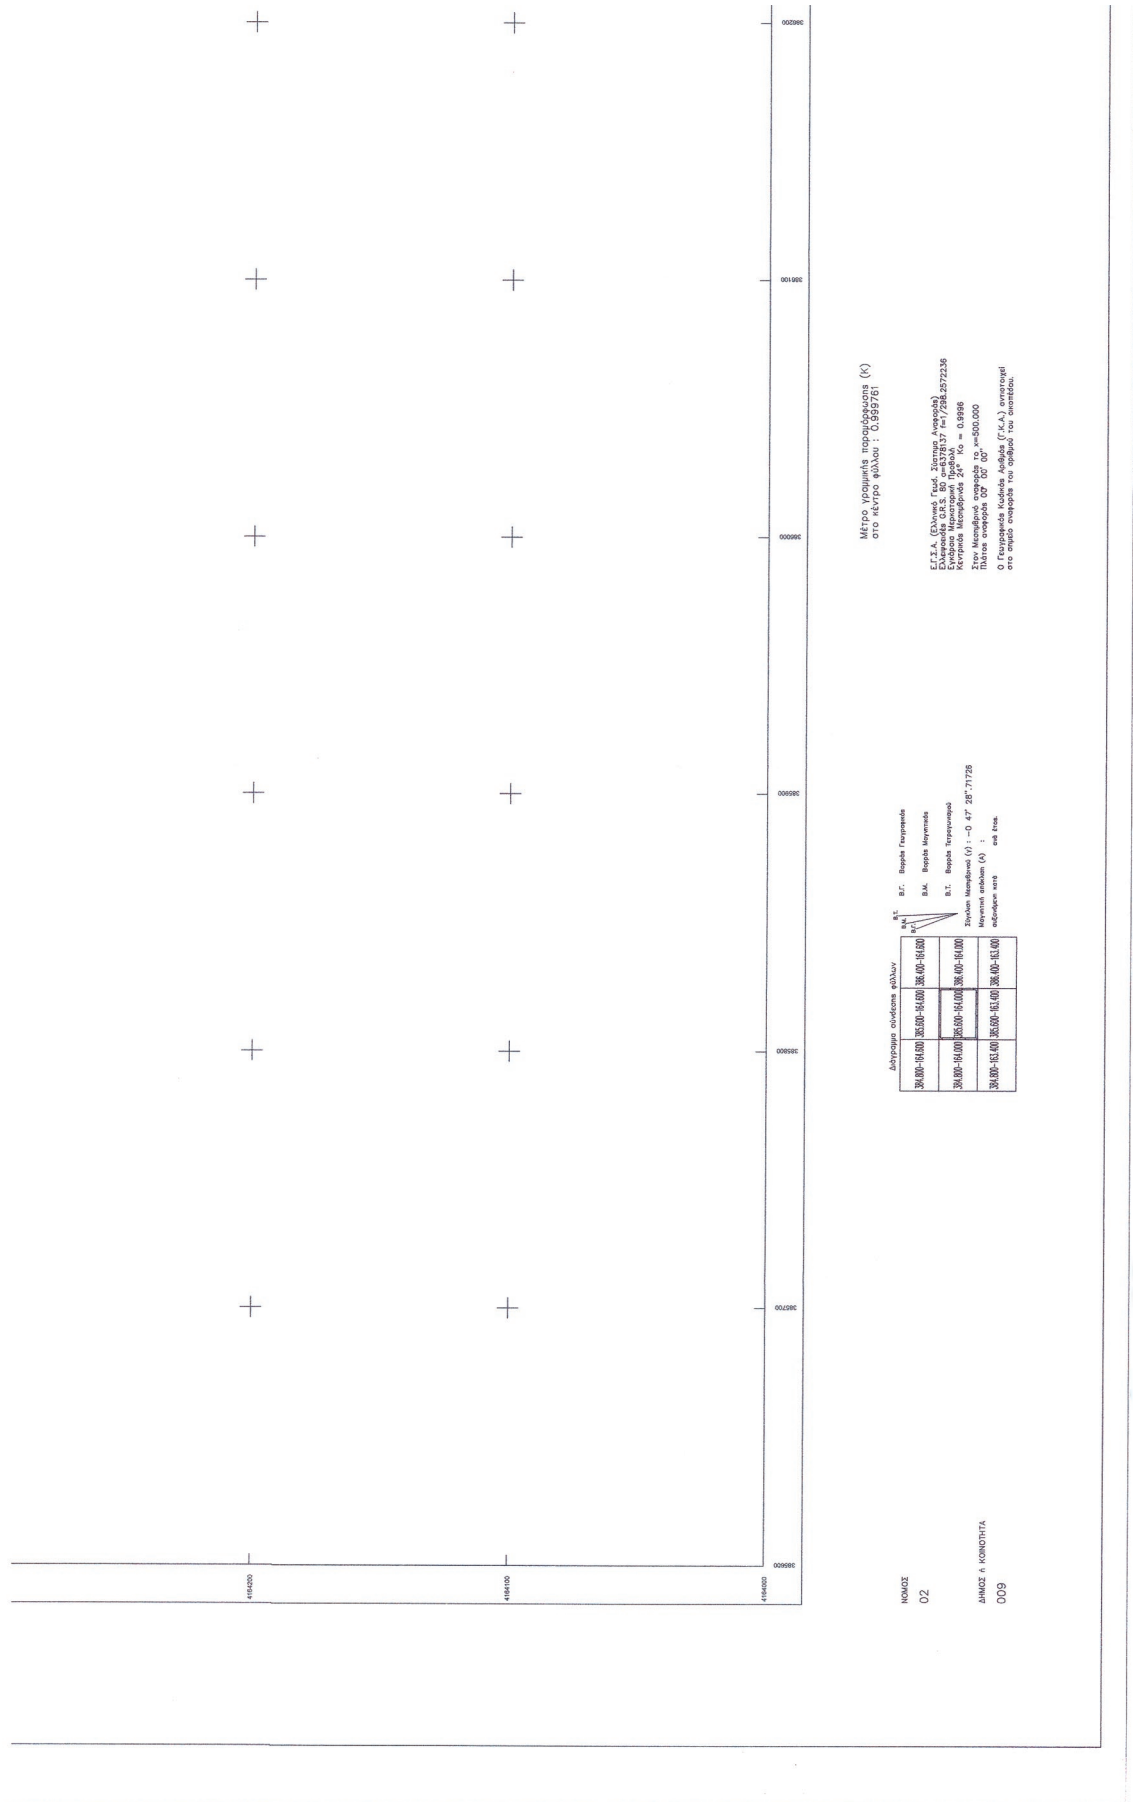 4164200
4164100
4164000
385600
385700
385800
385900
386000
386100
386200
ΝΟΜΟΣ
02
ΔΗΜΟΣ ή ΚΟΙΝΟΤΗΤΑ
009
Διάγραμμα σύνδεσης φύλλων
384.800-164.600 385.600-164.600 386.400-164.600
384.800-164.000 385.600-164.000 386.400-164.000
384.800-163.400 385.600-163.400 386.400-163.400
Β.Τ.
Β.Μ.
Β.Γ.
Β.Γ. Βορράς Γεωγραφικός
Β.Μ. Βορράς Μαγνητικός
Β.Τ. Βορράς Τετραγωνισμού
Σύγκλιση Μεσημβρινού (γ) : -0 47' 28".71726
Μαγνητική απόκλιση (Α) :
αυξανόμενη κατά ανά έτος.
Μέτρο γραμμικής παραμόρφωσης (Κ)
στο κέντρο φύλλου : 0.999761
Ε.Γ.Σ.Α. (Ελληνικό Γεωδ. Σύστημα Αναφοράς)
Ελλειψοειδές G.R.S. 80 α=6378137 f=1/298.2572236
Εγκάρσια Μερκατορική Προβολή
Κεντρικός Μεσημβρινός 24° Κο = 0.9996
Στον Μεσημβρινό αναφοράς το x=500.000
Πλάτος αναφοράς 00° 00' 00"
Ο Γεωγραφικός Κωδικός Αριθμός (Γ.Κ.Α.) αντιστοιχεί
στο σημείο αναφοράς του αριθμού του οικοπέδου.